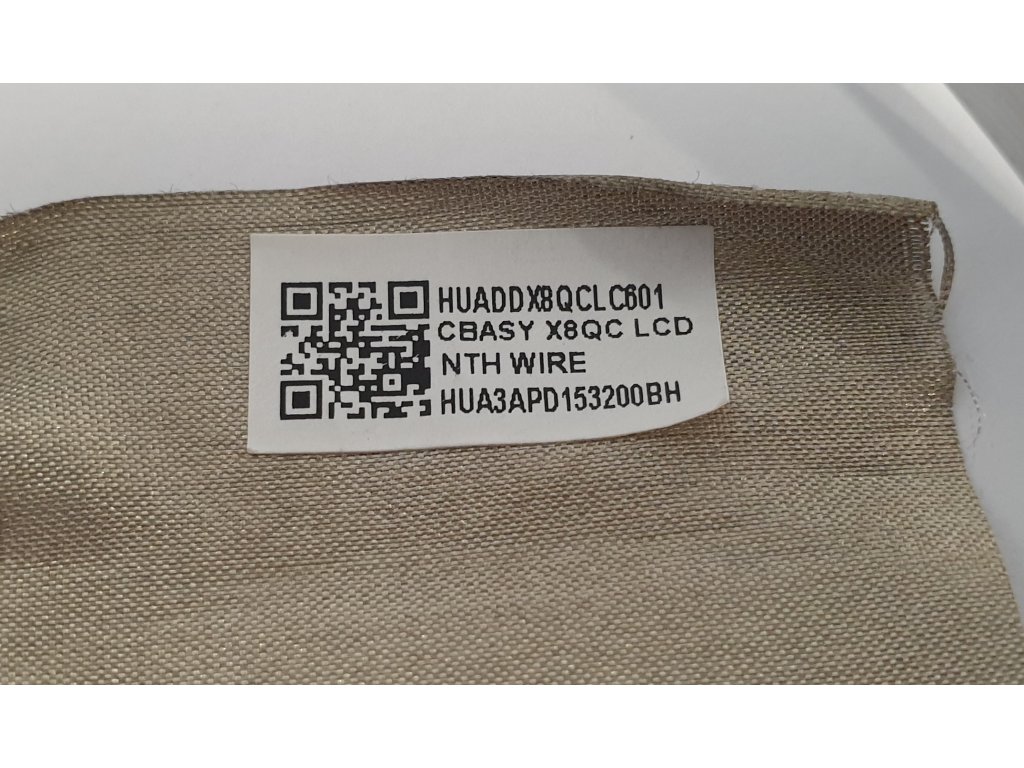 HUADDX8QCLC601
CBASY X8QC LCD
NTH WIRE
HUA3APD153200BH